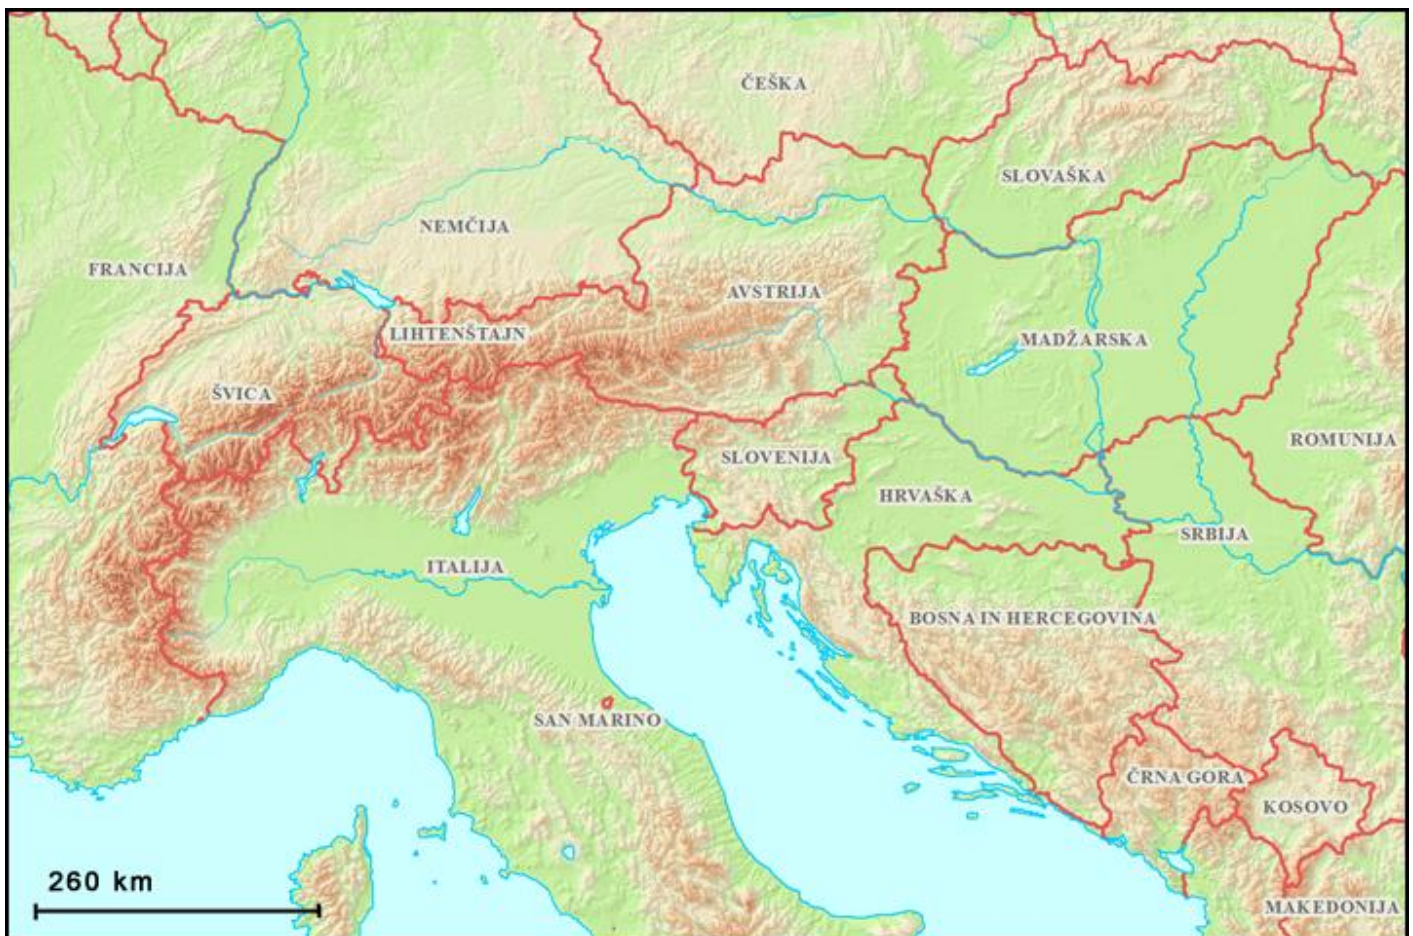 ČEŠKA
SLOVAŠKA
NEMČIJA
FRANCIJA
AVSTRIJA
LIHTENŠTAJN
MADŽARSKA
ŠVICA
ROMUNIJA
SLOVENIJA
HRVAŠKA
SRBIJA
ITALIJA
BOSNA IN HERCEGOVINA
SAN MARINO
ČRNA GORA
KOSOVO
260 km
MAKEDONIJA